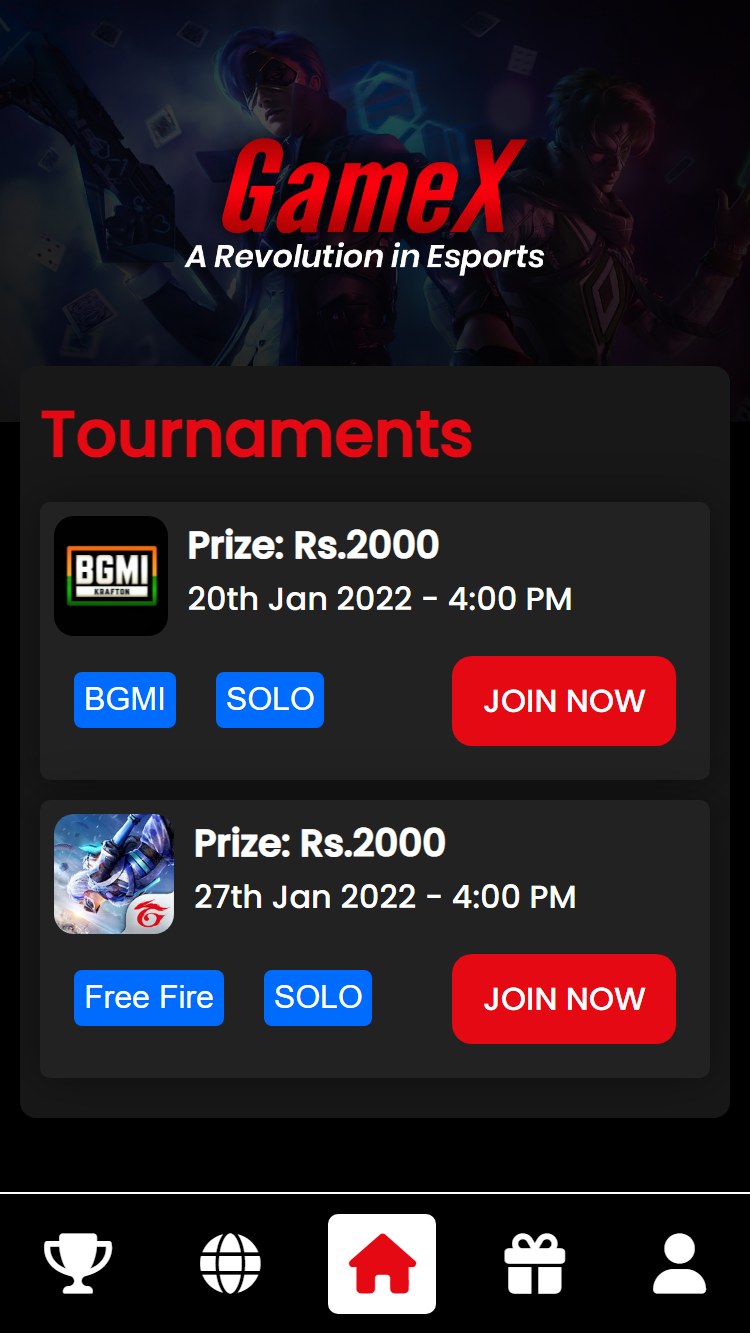 GameX
A Revolution in Esports
Tournaments
BGMI
KRAFTON
Prize: Rs.2000
20th Jan 2022 - 4:00 PM
BGMI SOLO JOIN NOW
Prize: Rs.2000
27th Jan 2022 - 4:00 PM
Free Fire SOLO JOIN NOW